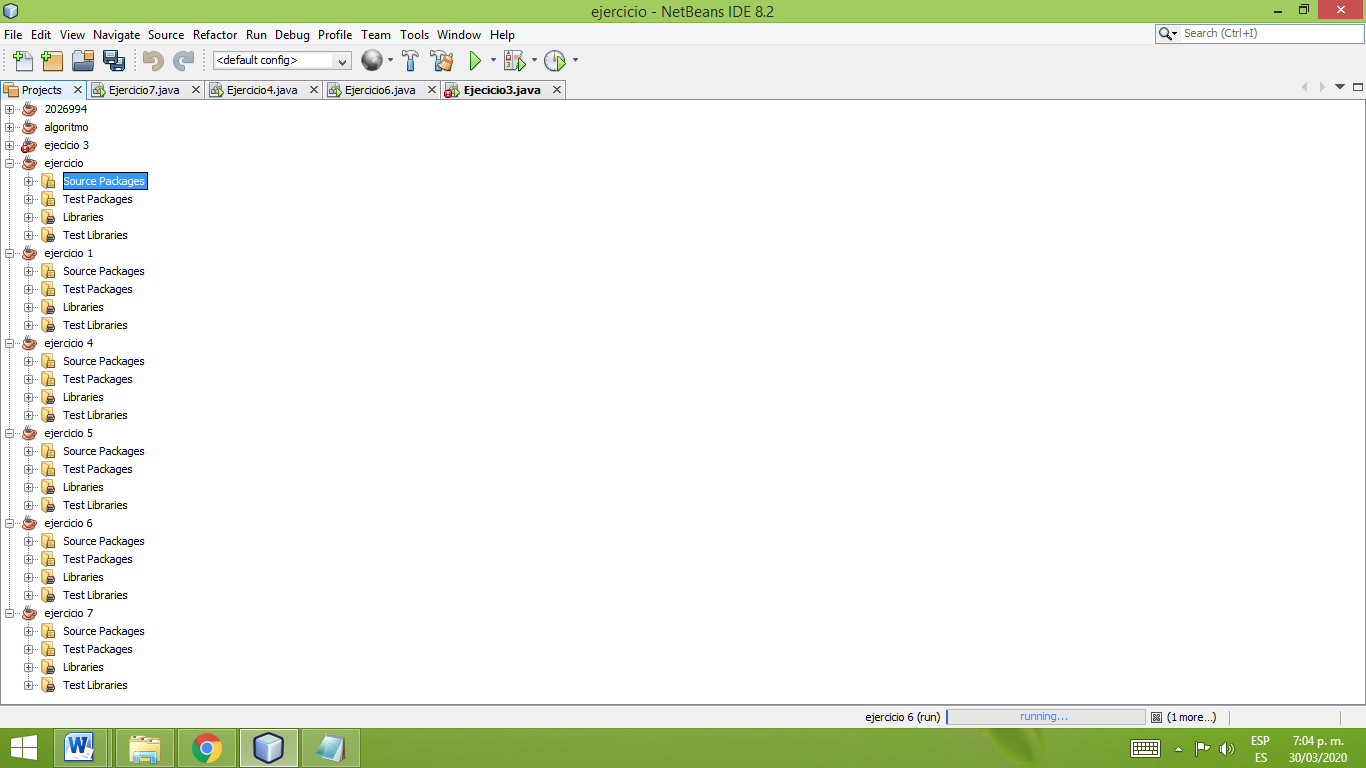 ejercicio - NetBeans IDE 8.2
File Edit View Navigate Source Refactor Run Debug Profile Team Tools Window Help
Search (Ctrl+I)
<default config>
Projects Ejercicio7.java Ejercicio4.java Ejercicio6.java Ejecicio3.java
2026994
algoritmo
ejecicio 3
ejercicio
Source Packages
Test Packages
Libraries
Test Libraries
ejercicio 1
Source Packages
Test Packages
Libraries
Test Libraries
ejercicio 4
Source Packages
Test Packages
Libraries
Test Libraries
ejercicio 5
Source Packages
Test Packages
Libraries
Test Libraries
ejercicio 6
Source Packages
Test Packages
Libraries
Test Libraries
ejercicio 7
Source Packages
Test Packages
Libraries
Test Libraries
ejercicio 6 (run) running... (1 more...)
ESP 7:04 p. m.
ES 30/03/2020